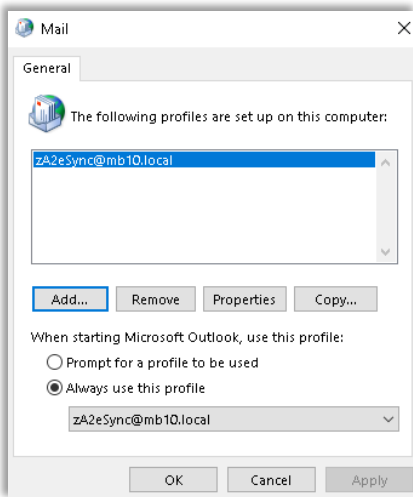 Mail
General
The following profiles are set up on this computer:
zA2eSync@mb10.local
Add... Remove Properties Copy...
When starting Microsoft Outlook, use this profile:
Prompt for a profile to be used
Always use this profile
zA2eSync@mb10.local
OK Cancel Apply